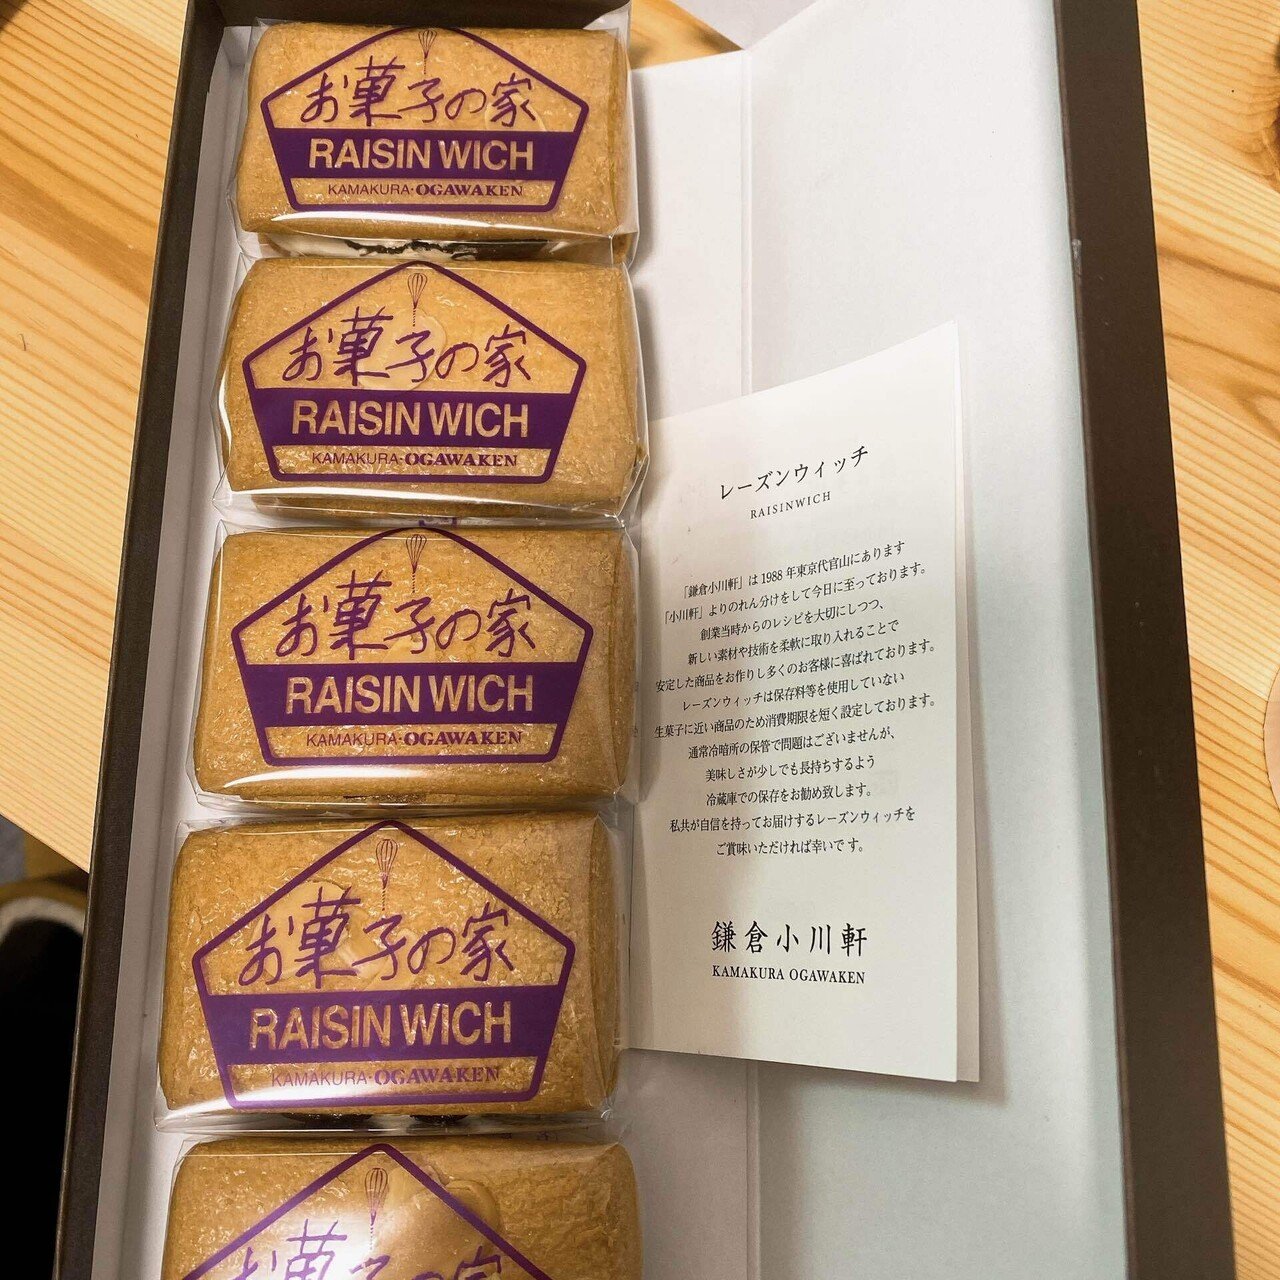 お菓子の家
RAISIN WICH
KAMAKURA·OGAWAKEN
お菓子の家
RAISIN WICH
KAMAKURA·OGAWAKEN
お菓子の家
RAISIN WICH
KAMAKURA·OGAWAKEN
お菓子の家
RAISIN WICH
KAMAKURA·OGAWAKEN
お菓子の家
レーズンウィッチ
RAISINWICH
「鎌倉小川軒」は1988年東京代官山にあります
「小川軒」よりのれん分けをして今日に至っております。
創業当時からのレシピを大切にしつつ、
新しい素材や技術を柔軟に取り入れることで
安定した商品をお作りし多くのお客様に喜ばれております。
レーズンウィッチは保存料等を使用していない
生菓子に近い商品のため消費期限を短く設定しております。
通常冷暗所の保管で問題はございませんが、
美味しさが少しでも長持ちするよう
冷蔵庫での保存をお勧め致します。
私共が自信を持ってお届けするレーズンウィッチを
ご賞味いただければ幸いです。
鎌倉小川軒
KAMAKURA OGAWAKEN